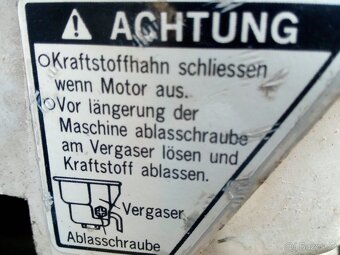 ⚠ ACHTUNG
○Kraftstoffhahn schliessen
wenn Motor aus.
○Vor längerung der
Maschine ablasschraube
am Vergaser lösen und
Kraftstoff ablassen.
Vergaser
Ablasschraube